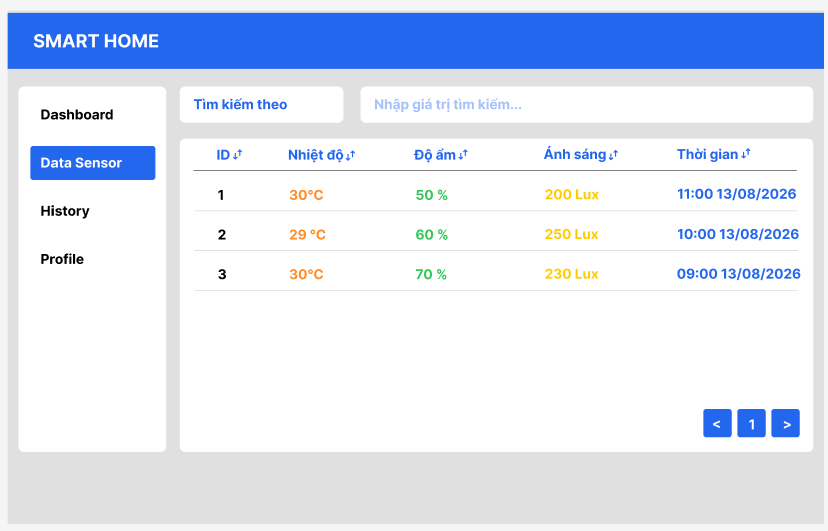 SMART HOME
Dashboard
Data Sensor
History
Profile
Tìm kiếm theo
Nhập giá trị tìm kiếm...
ID↓↑ Nhiệt độ↓↑ Độ ẩm↓↑ Ánh sáng↓↑ Thời gian↓↑
1 30°C 50 % 200 Lux 11:00 13/08/2026
2 29 °C 60 % 250 Lux 10:00 13/08/2026
3 30°C 70 % 230 Lux 09:00 13/08/2026
< 1 >